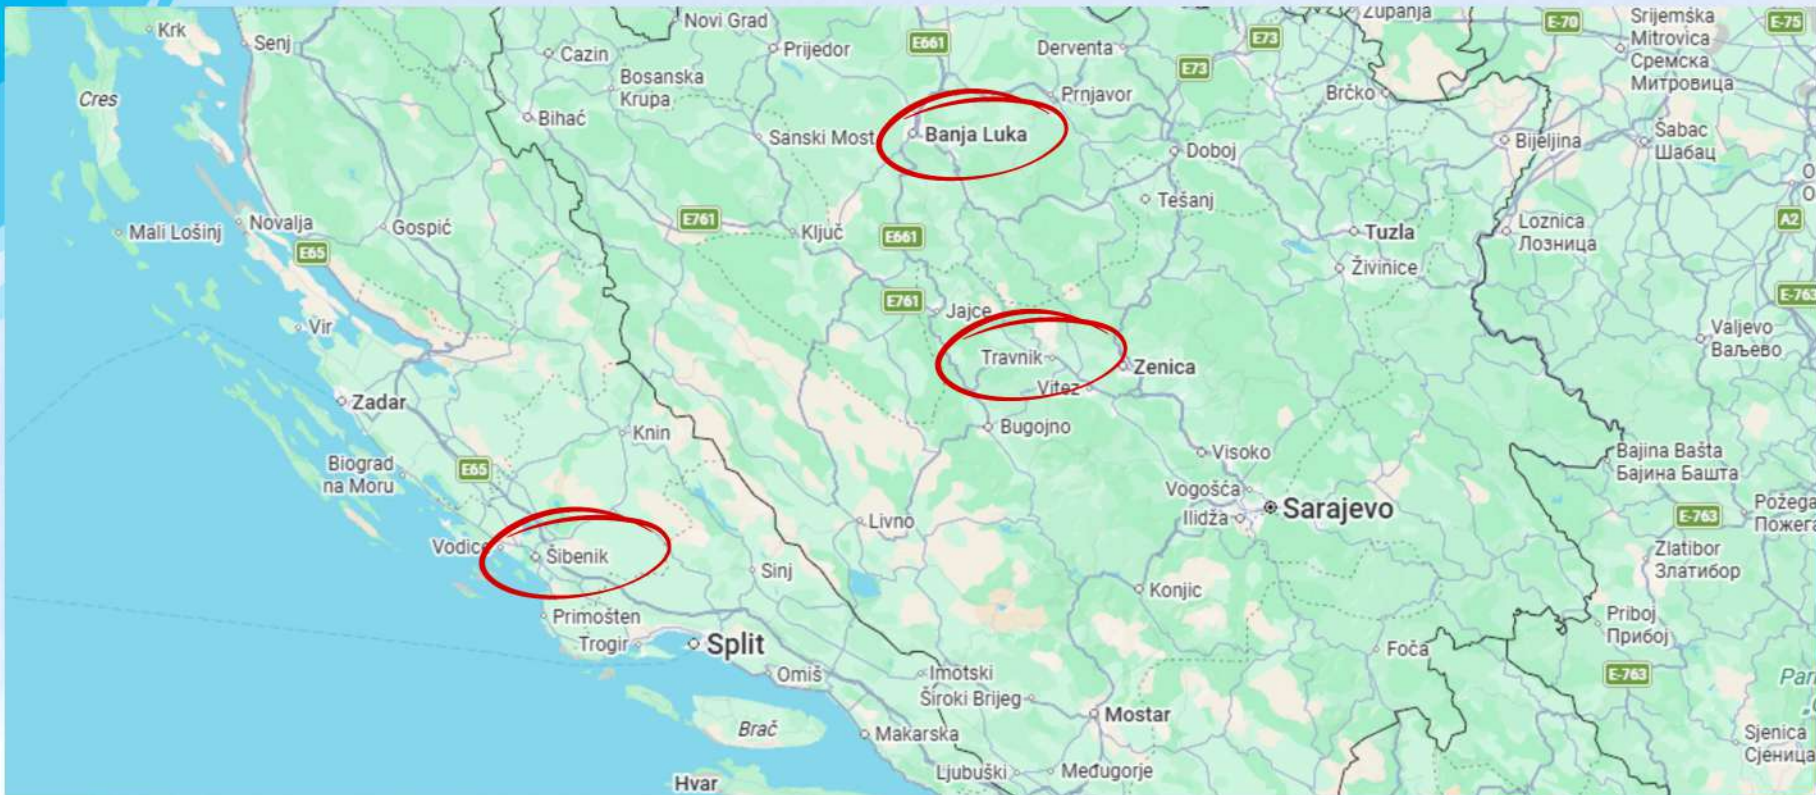 Krk
Novi Grad
Županja
E-70
Srijemska
Mitrovica
Сремска
Митровица
E-75
Senj
Cazin
Prijedor
E661
Derventa
E73
E73
Cres
Bosanska
Krupa
Prnjavor
Brčko
Bihać
Sanski Most
Banja Luka
Doboj
Bijeljina
Šabac
Шабац
Tešanj
Mali Lošinj
Novalja
Gospić
E65
E761
Ključ
E661
Tuzla
Loznica
Лозница
A2
Živinice
E761
Jajce
E-763
Vir
Travnik
Zenica
Valjevo
Ваљево
Vitez
Zadar
Knin
Bugojno
Visoko
Bajina Bašta
Бајина Башта
Biograd
na Moru
E65
Vogošća
Sarajevo
Ilidža
Požega
Пожега
E-763
Livno
Vodice
Šibenik
Sinj
Zlatibor
Златибор
Konjic
Primošten
Priboj
Прибој
Trogir
Split
Foča
Omiš
Imotski
E-763
Široki Brijeg
Mostar
Brač
Makarska
Sjenica
Сјеница
Ljubuški
Međugorje
Hvar